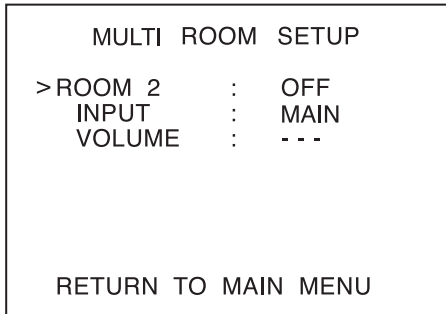 MULTI ROOM SETUP
>ROOM 2 : OFF
INPUT : MAIN
VOLUME : - - -
RETURN TO MAIN MENU